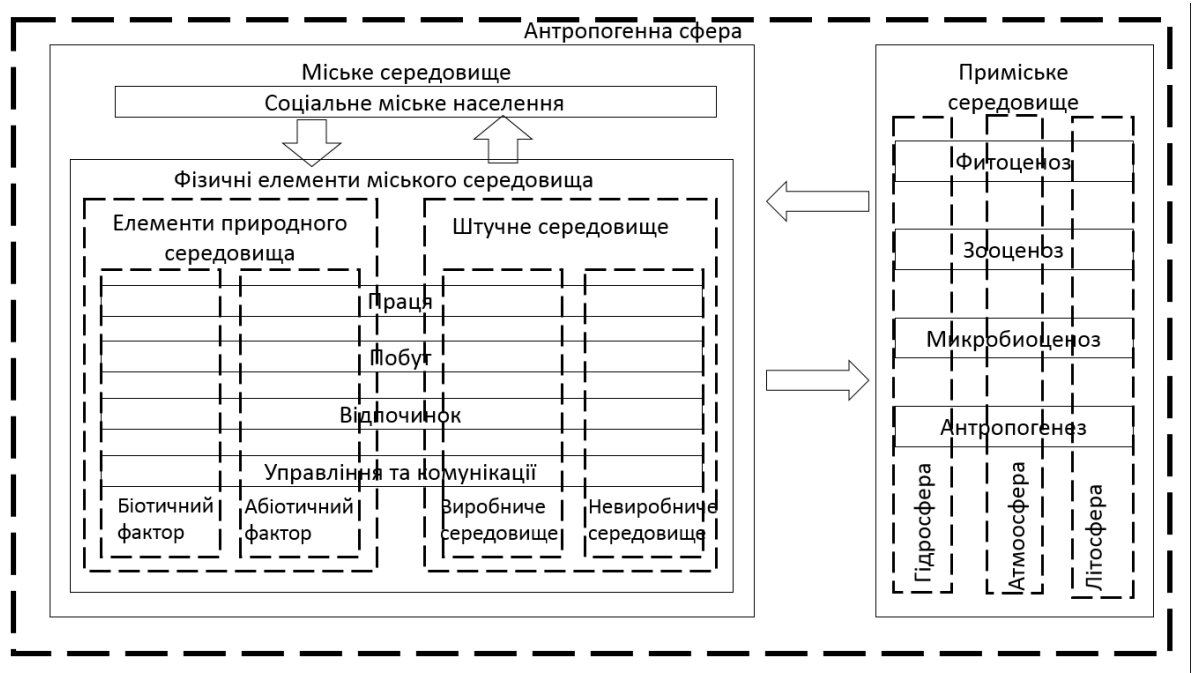 Антропогенна сфера
Міське середовище
Соціальне міське населення
Фізичні елементи міського середовища
Елементи природного
середовища
Штучне середовище
Праця
Побут
Відпочинок
Управління та комунікації
Біотичний
фактор
Абіотичний
фактор
Виробниче
середовище
Невиробниче
середовище
Приміське
середовище
Фитоценоз
Зооценоз
Микробиоценоз
Антропогенез
Гідросфера
Атмоосфера
Літосфера